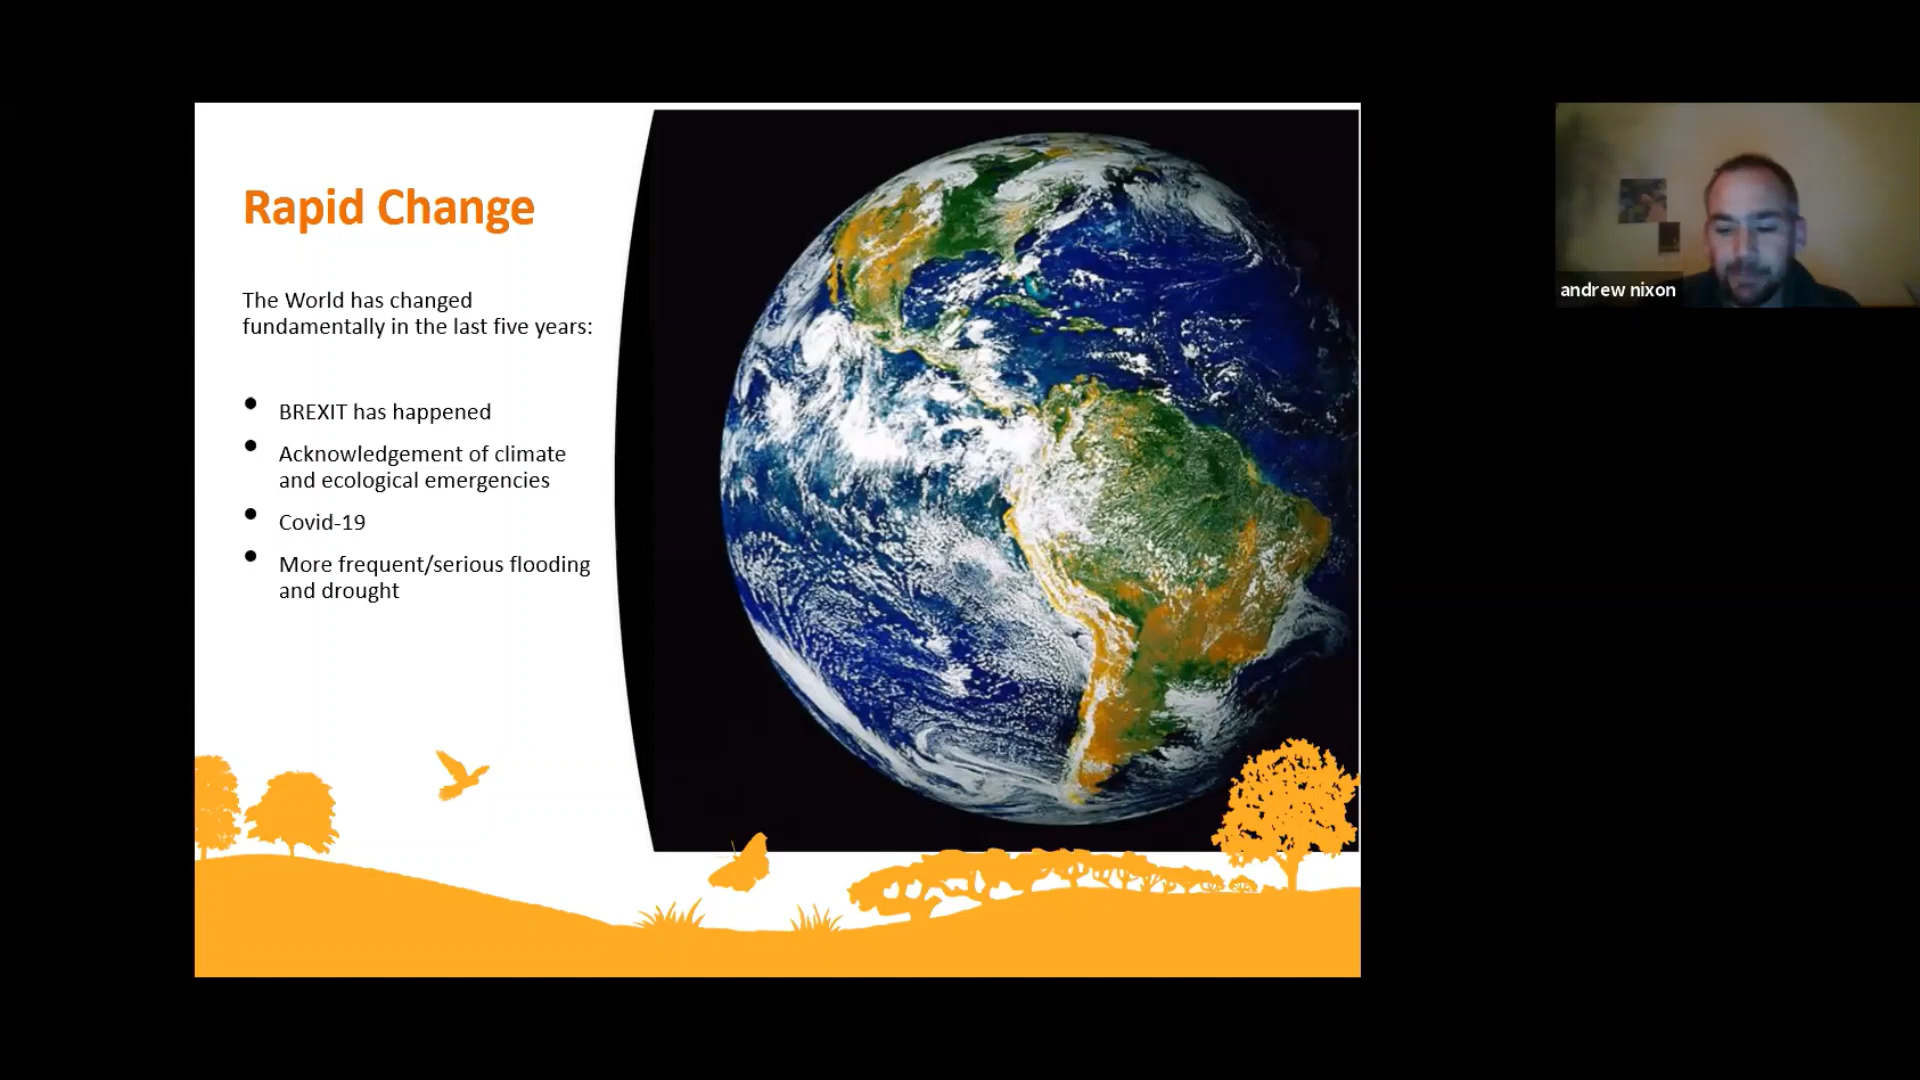 Rapid Change
The World has changed
fundamentally in the last five years:
BREXIT has happened
Acknowledgement of climate
and ecological emergencies
Covid-19
More frequent/serious flooding
and drought
andrew nixon